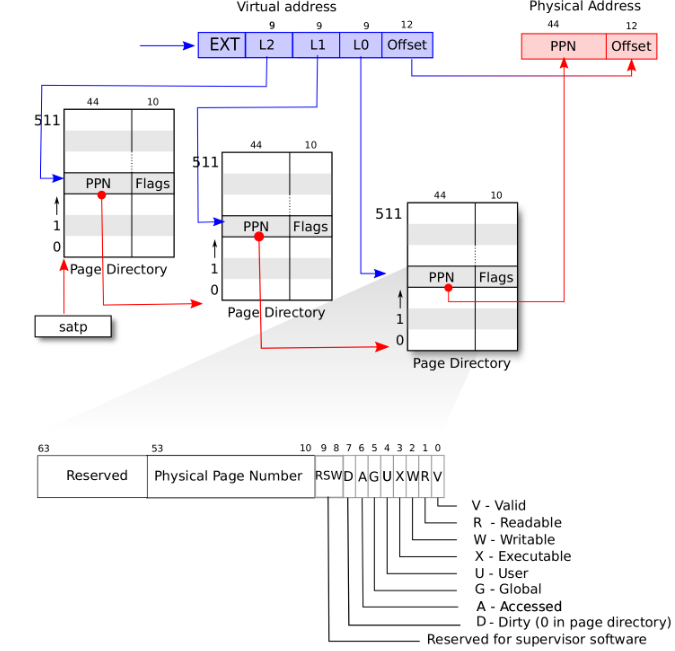 Virtual address
Physical Address
9 9 9 12
44 12
EXT L2 L1 L0 Offset
PPN Offset
44 10
511
PPN Flags
1
0
Page Directory
satp
44 10
511
PPN Flags
1
0
Page Directory
44 10
511
PPN Flags
1
0
Page Directory
63 53 10 9 8 7 6 5 4 3 2 1 0
Reserved Physical Page Number RSW D A G U X W R V
V - Valid
R - Readable
W - Writable
X - Executable
U - User
G - Global
A - Accessed
D - Dirty (0 in page directory)
Reserved for supervisor software